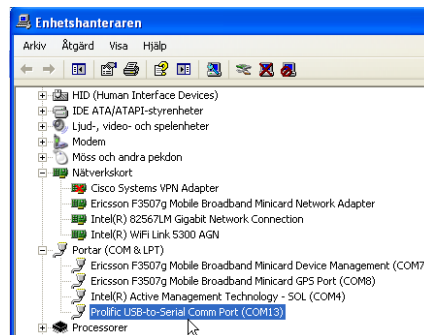 Enhetshanteraren
Arkiv Åtgärd Visa Hjälp
HID (Human Interface Devices)
IDE ATA/ATAPI-styrenheter
Ljud-, video- och spelenheter
Modem
Möss och andra pekdon
Nätverkskort
Cisco Systems VPN Adapter
Ericsson F3507g Mobile Broadband Minicard Network Adapter
Intel(R) 82567LM Gigabit Network Connection
Intel(R) WiFi Link 5300 AGN
Portar (COM & LPT)
Ericsson F3507g Mobile Broadband Minicard Device Management (COM7
Ericsson F3507g Mobile Broadband Minicard GPS Port (COM8)
Intel(R) Active Management Technology - SOL (COM4)
Prolific USB-to-Serial Comm Port (COM13)
Processorer